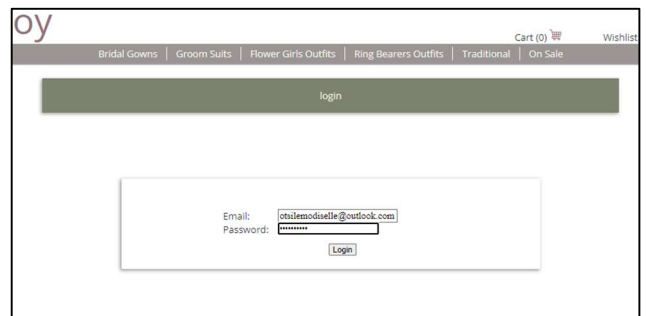 oy
Cart (0) Wishlist
Bridal Gowns | Groom Suits | Flower Girls Outfits | Ring Bearers Outfits | Traditional | On Sale
login
Email: otsilemodiselle@outlook.com
Password: ••••••••••
Login